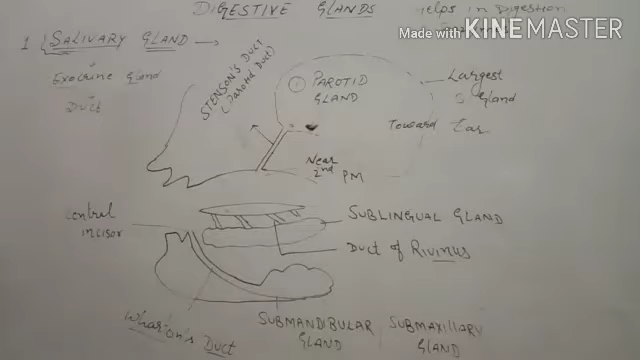 DIGESTIVE GLANDS
Helps in Digestion
Made with KINEMASTER
1 SALIVARY GLAND →
Exocrine Gland
Duct
STENSON'S DUCT
(Parotid Duct)
① PAROTID
GLAND
Largest
S Gland
Toward Ear
Near
2nd PM
Central
incisor
SUBLINGUAL GLAND
Duct of Rivinus
Wharton's Duct
SUBMANDIBULAR
GLAND
SUBMAXILLARY
GLAND